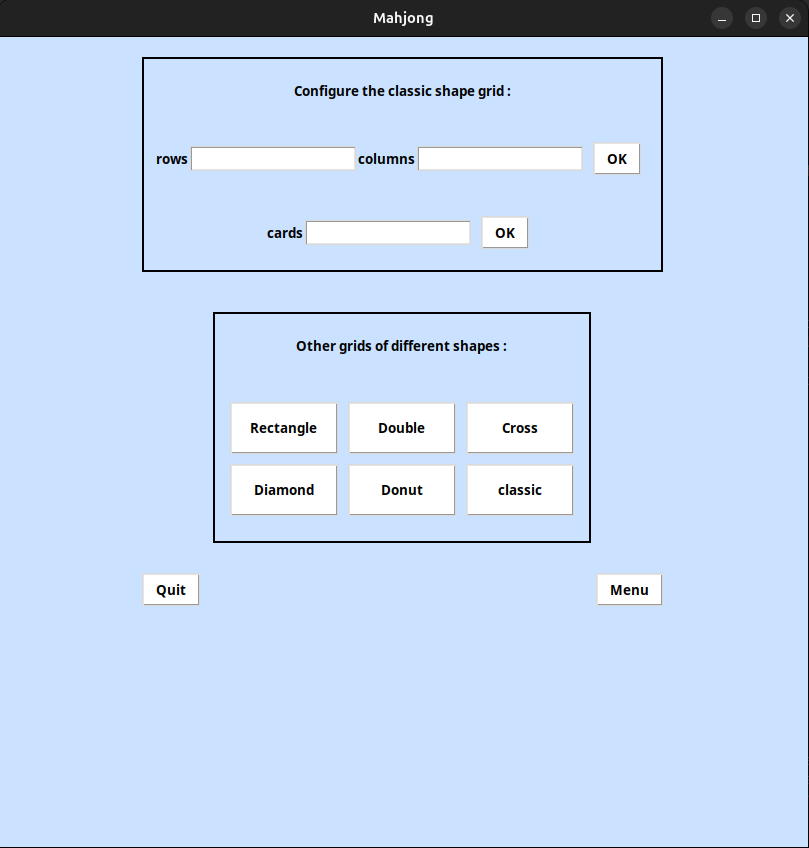 Mahjong
Configure the classic shape grid :
rows columns OK
cards OK
Other grids of different shapes :
Rectangle Double Cross
Diamond Donut classic
Quit Menu